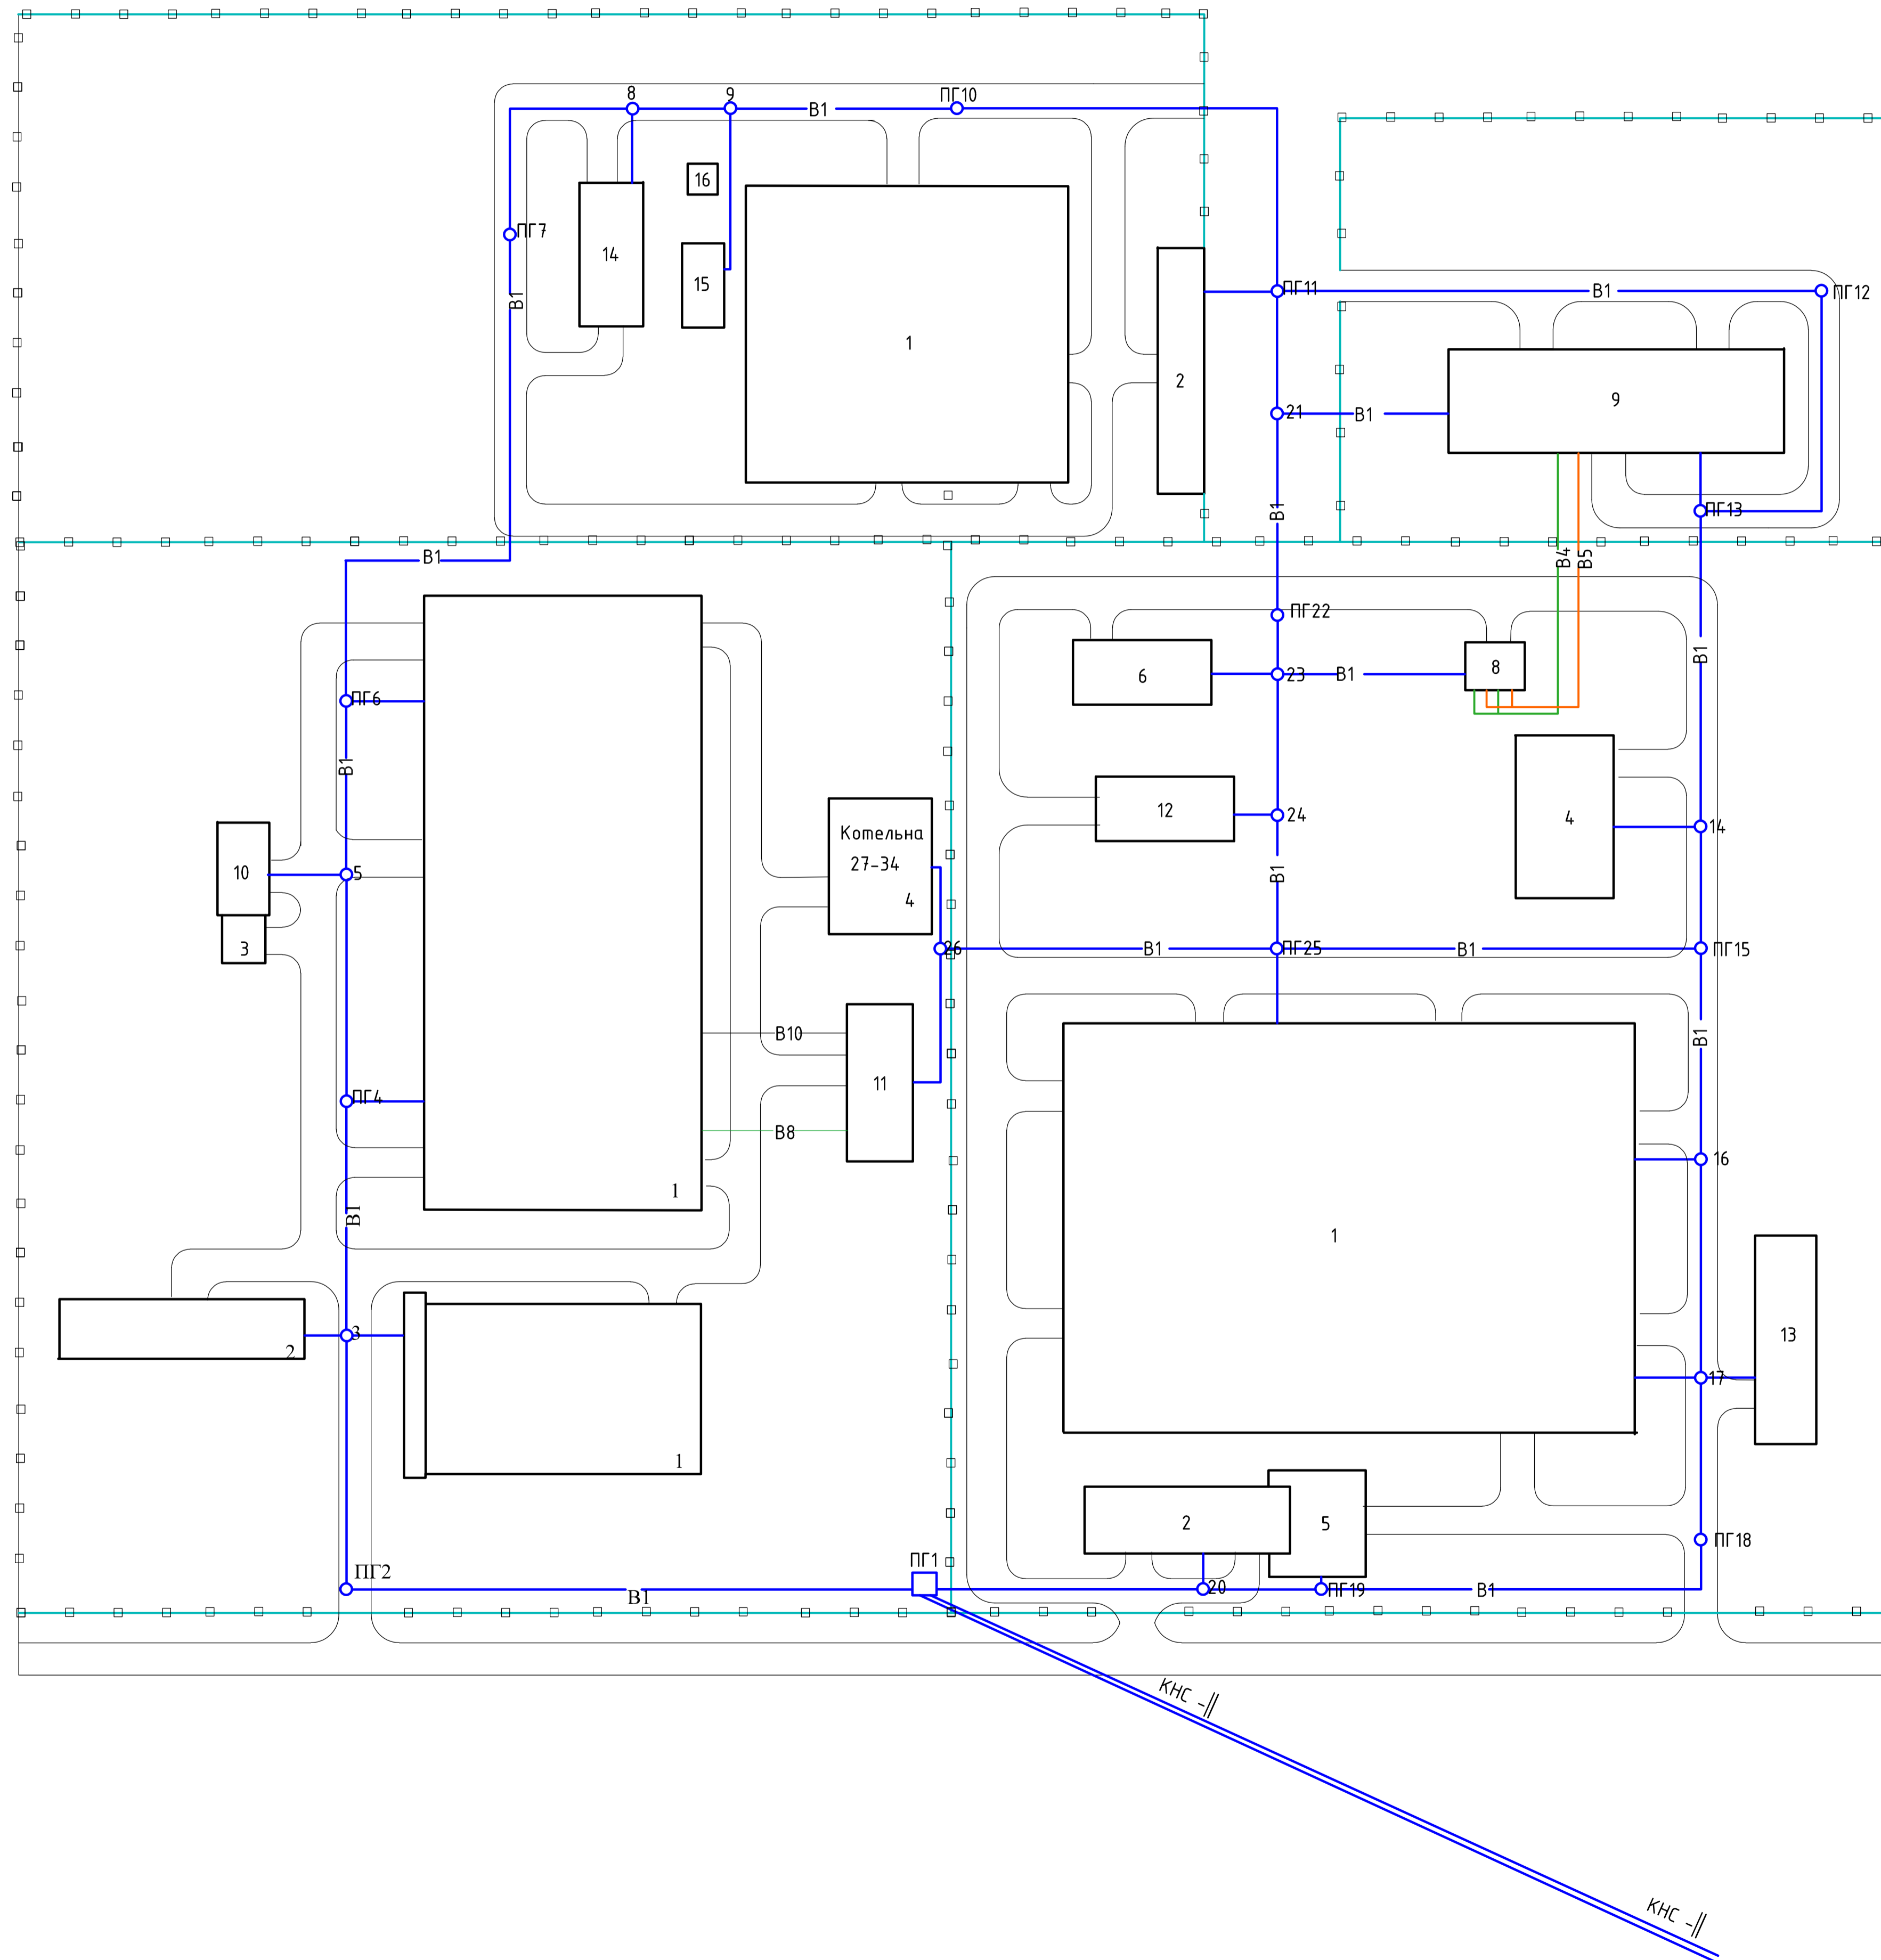 8
9
В1
ПГ10
16
ПГ7
14
15
В1
1
2
ПГ11
В1
ПГ12
9
21
В1
В1
ПГ13
В1
В4
В5
ПГ22
6
23
В1
8
В1
ПГ6
В1
12
24
4
14
Котельна
27-34
4
10
5
В1
3
26
В1
ПГ25
В1
ПГ15
В10
В1
11
ПГ4
В8
16
1
В1
1
13
3
2
17
1
2
5
ПГ18
ПГ1
ПГ2
В1
20
ПГ19
В1
КНС -||
КНС -||